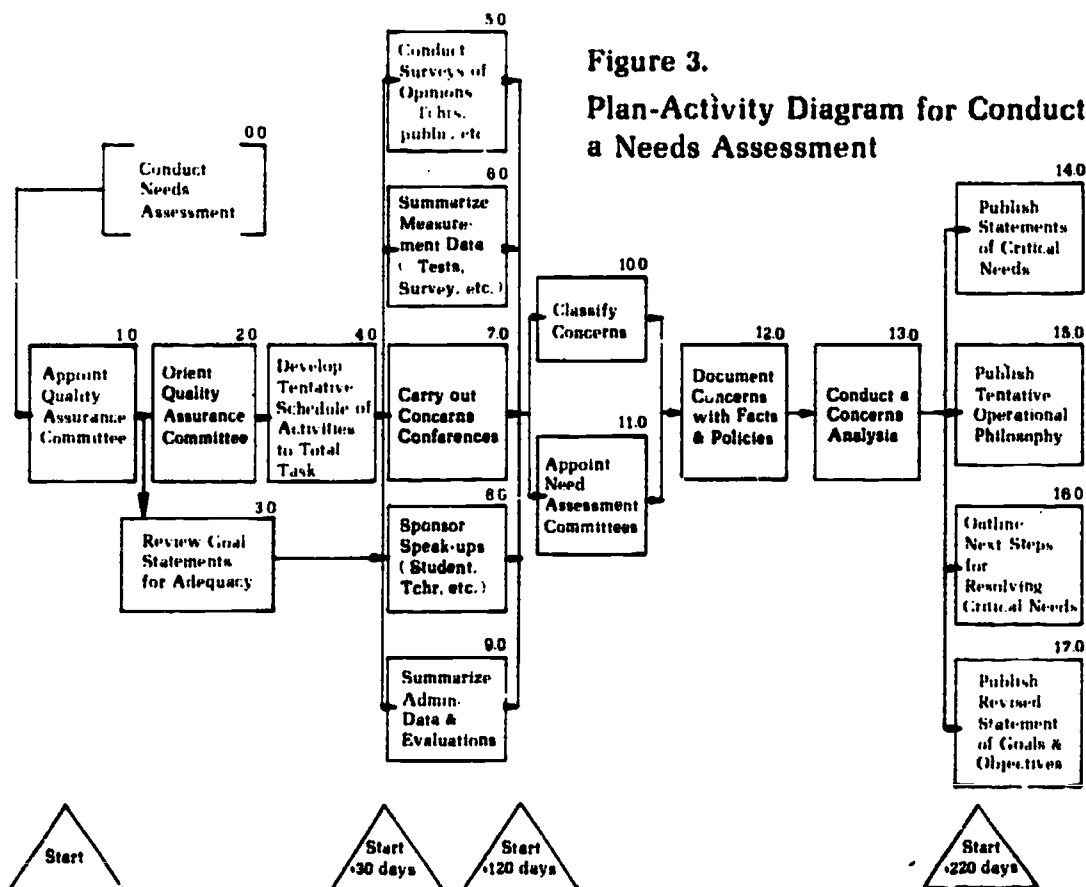 Figure 3.
Plan-Activity Diagram for Conduct
a Needs Assessment
0.0
Conduct
Needs
Assessment
1.0
Appoint
Quality
Assurance
Committee
2.0
Orient
Quality
Assurance
Committee
3.0
Review Goal
Statements
for Adequacy
4.0
Develop
Tentative
Schedule of
Activities
to Total
Task
5.0
Conduct
Surveys of
Opinions
Tchrs,
public, etc
6.0
Summarize
Measure-
ment Data
( Tests,
Survey, etc. )
7.0
Carry out
Concerns
Conferences
8.0
Sponsor
Speak-ups
( Student,
Tchr, etc. )
9.0
Summarize
Admin.
Data &
Evaluations
10.0
Classify
Concerns
11.0
Appoint
Need
Assessment
Committees
12.0
Document
Concerns
with Facts
& Policies
13.0
Conduct a
Concerns
Analysis
14.0
Publish
Statements
of Critical
Needs
15.0
Publish
Tentative
Operational
Philosophy
16.0
Outline
Next Steps
for
Resolving
Critical Needs
17.0
Publish
Revised
Statement
of Goals &
Objectives
Start
Start
+30 days
Start
+120 days
Start
+220 days